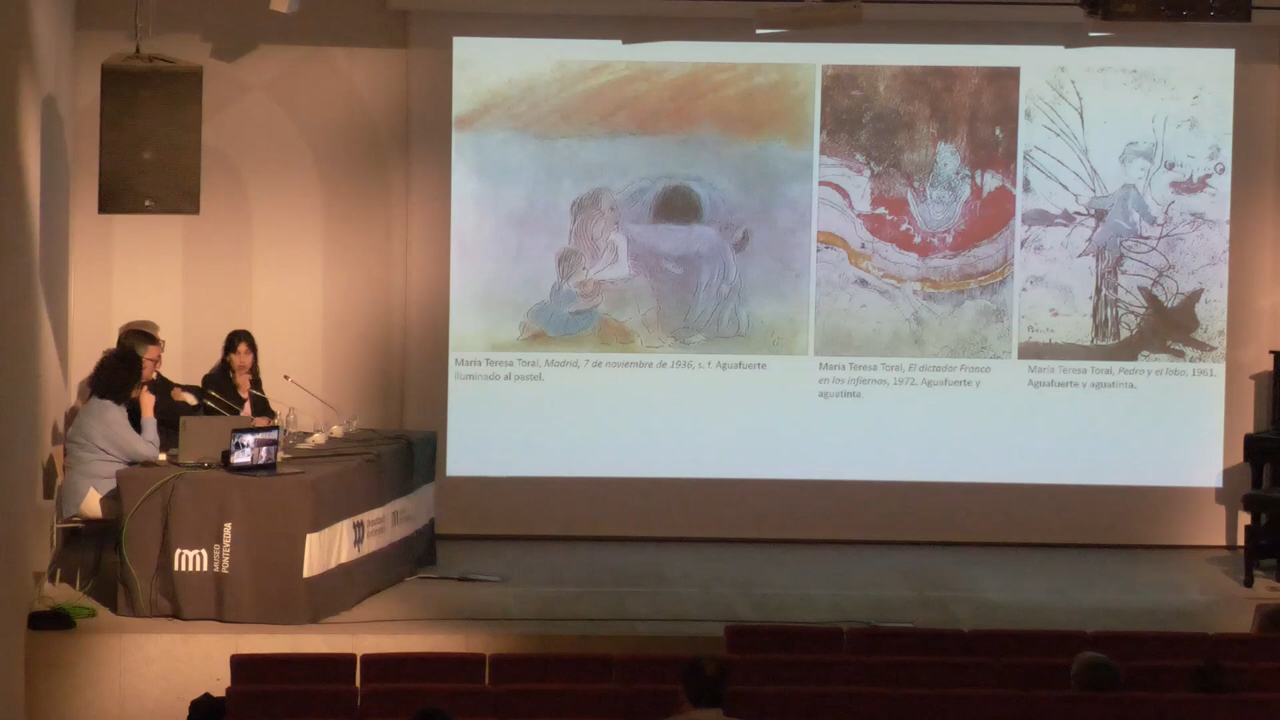 María Teresa Toral, Madrid, 7 de noviembre de 1936, s. f. Aguafuerte
iluminado al pastel.
María Teresa Toral, El dictador Franco
en los infiernos, 1972. Aguafuerte y
aguatinta.
María Teresa Toral, Pedro y el lobo, 1961.
Aguafuerte y aguatinta.
MUSEO
PONTEVEDRA